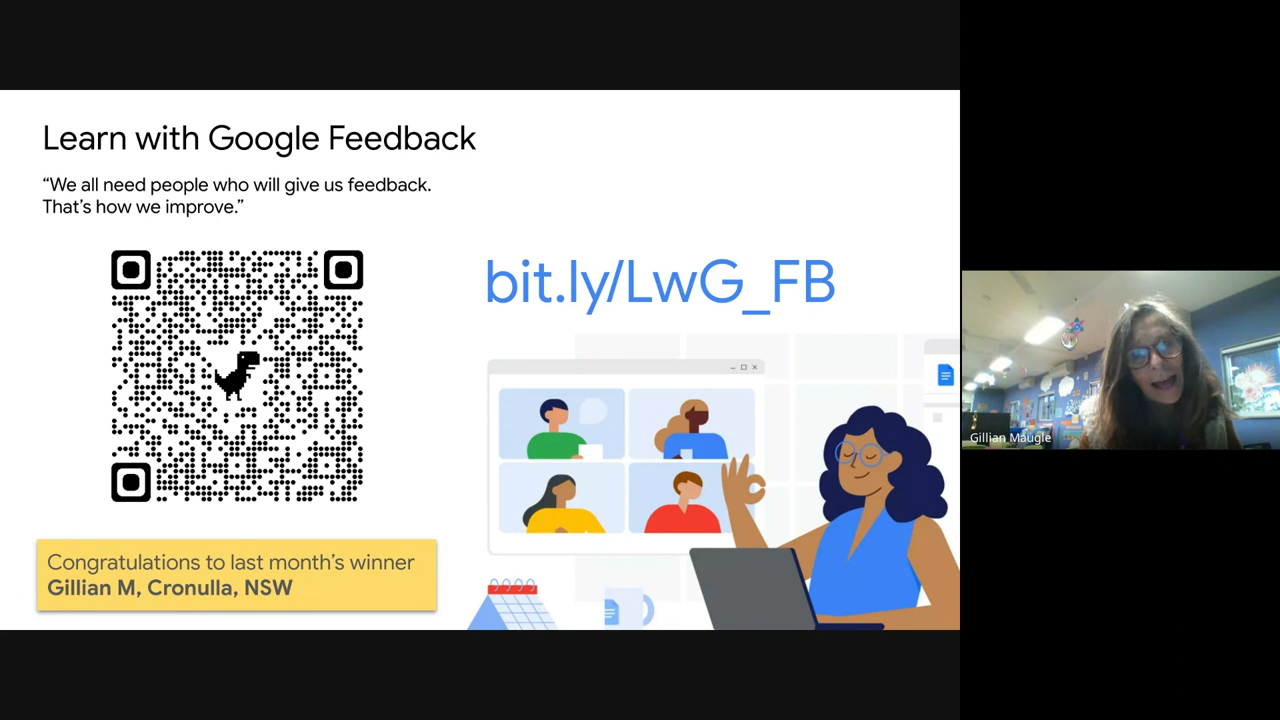 Learn with Google Feedback
“We all need people who will give us feedback.
That’s how we improve.”
bit.ly/LwG_FB
Congratulations to last month’s winner
Gillian M, Cronulla, NSW
Gillian Maugle